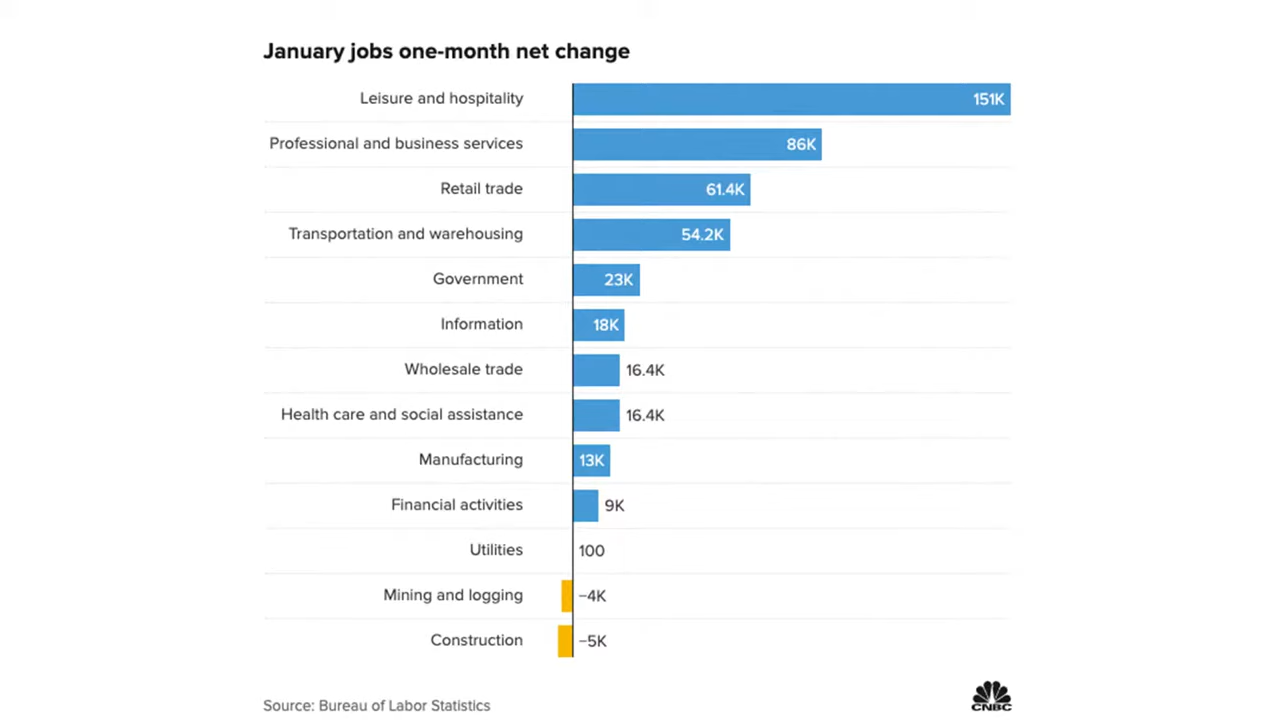 January jobs one-month net change
Leisure and hospitality 151K
Professional and business services 86K
Retail trade 61.4K
Transportation and warehousing 54.2K
Government 23K
Information 18K
Wholesale trade 16.4K
Health care and social assistance 16.4K
Manufacturing 13K
Financial activities 9K
Utilities 100
Mining and logging −4K
Construction −5K
Source: Bureau of Labor Statistics
CNBC